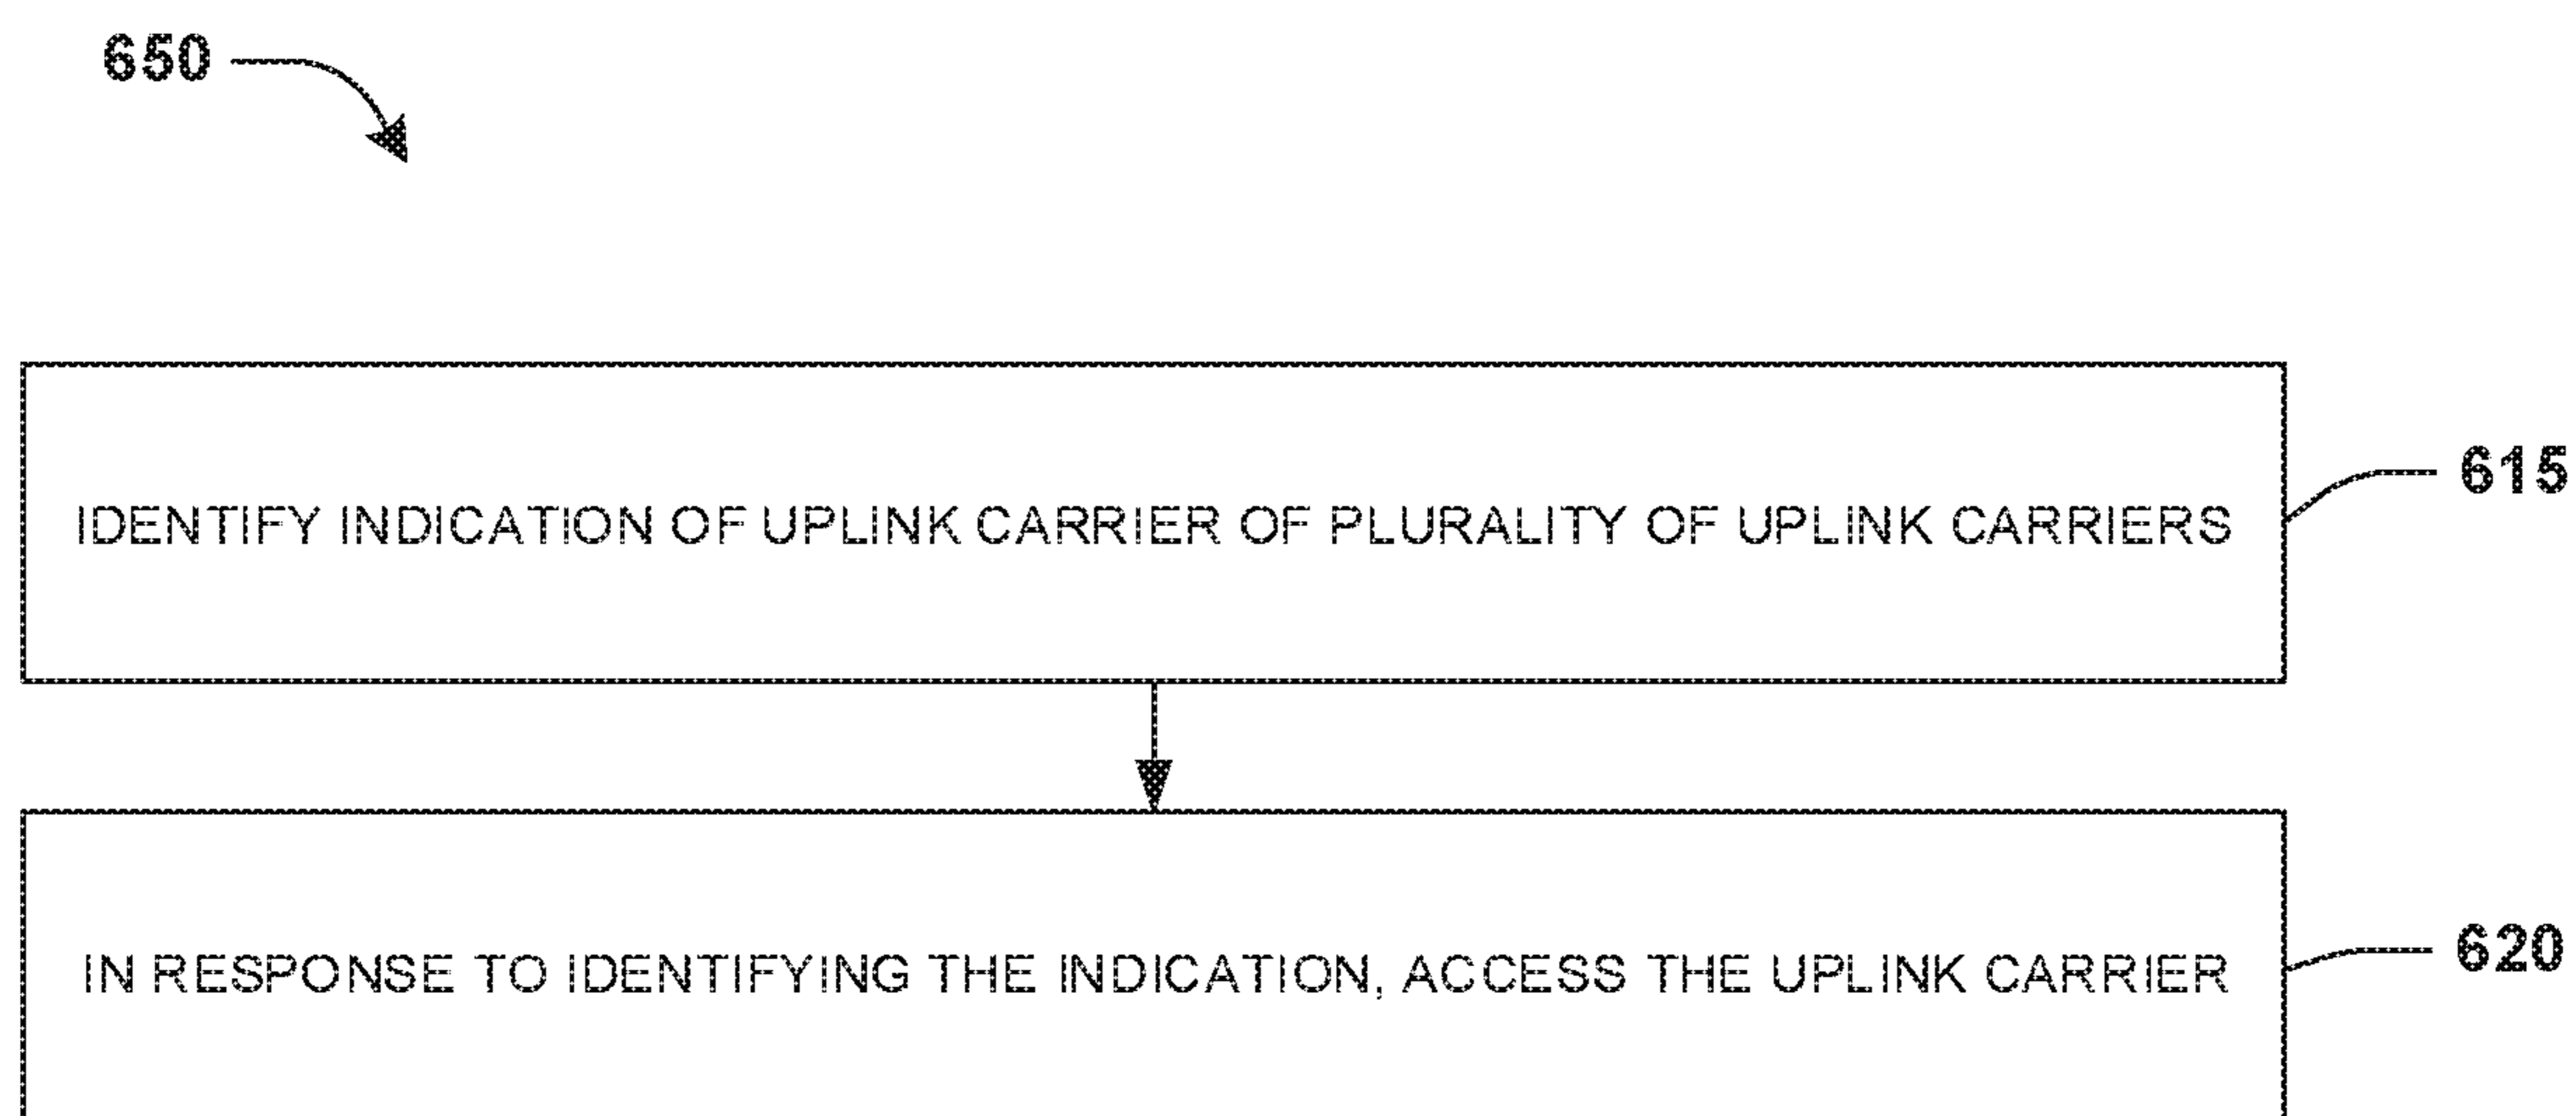 650
IDENTIFY INDICATION OF UPLINK CARRIER OF PLURALITY OF UPLINK CARRIERS
615
IN RESPONSE TO IDENTIFYING THE INDICATION, ACCESS THE UPLINK CARRIER
620